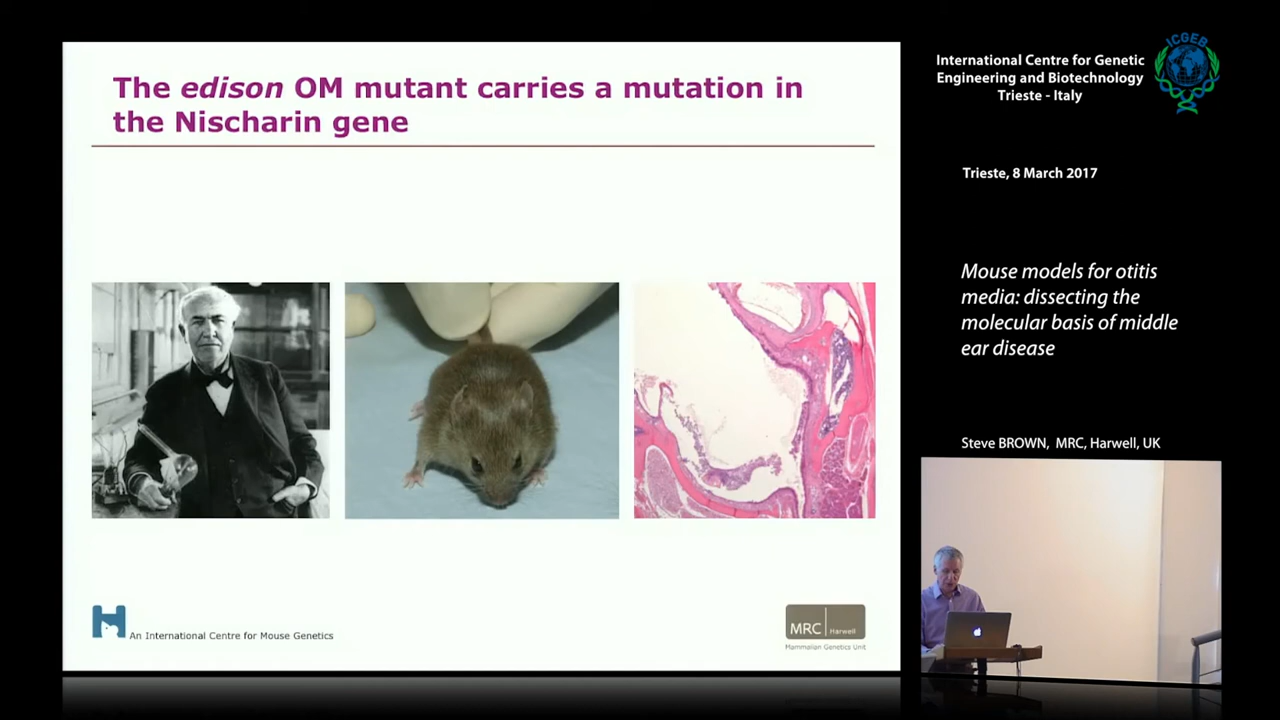 The edison OM mutant carries a mutation in
the Nischarin gene
An International Centre for Mouse Genetics
MRC Harwell
Mammalian Genetics Unit
ICGEB
International Centre for Genetic
Engineering and Biotechnology
Trieste - Italy
Trieste, 8 March 2017
Mouse models for otitis
media: dissecting the
molecular basis of middle
ear disease
Steve BROWN, MRC, Harwell, UK